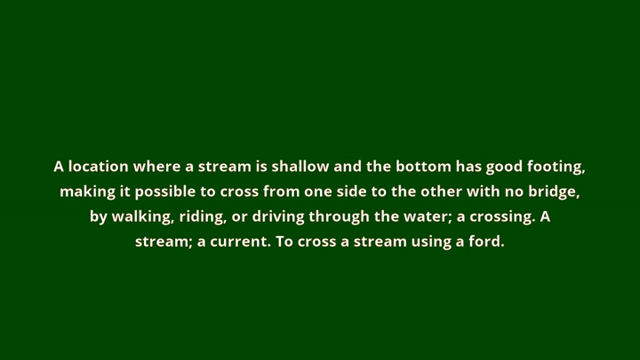 A location where a stream is shallow and the bottom has good footing,
making it possible to cross from one side to the other with no bridge,
by walking, riding, or driving through the water; a crossing. A
stream; a current. To cross a stream using a ford.